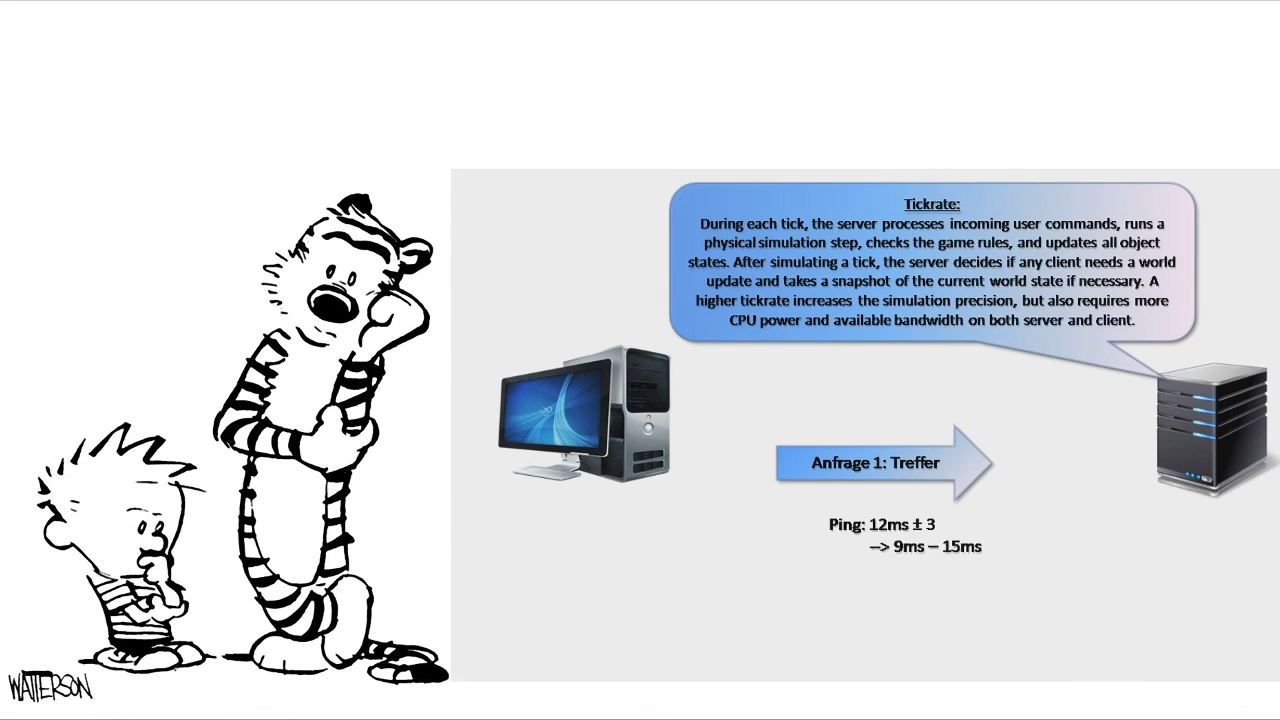 Tickrate:
During each tick, the server processes incoming user commands, runs a
physical simulation step, checks the game rules, and updates all object
states. After simulating a tick, the server decides if any client needs a world
update and takes a snapshot of the current world state if necessary. A
higher tickrate increases the simulation precision, but also requires more
CPU power and available bandwidth on both server and client.
Anfrage 1: Treffer
Ping: 12ms ± 3
--> 9ms – 15ms
WATTERSON